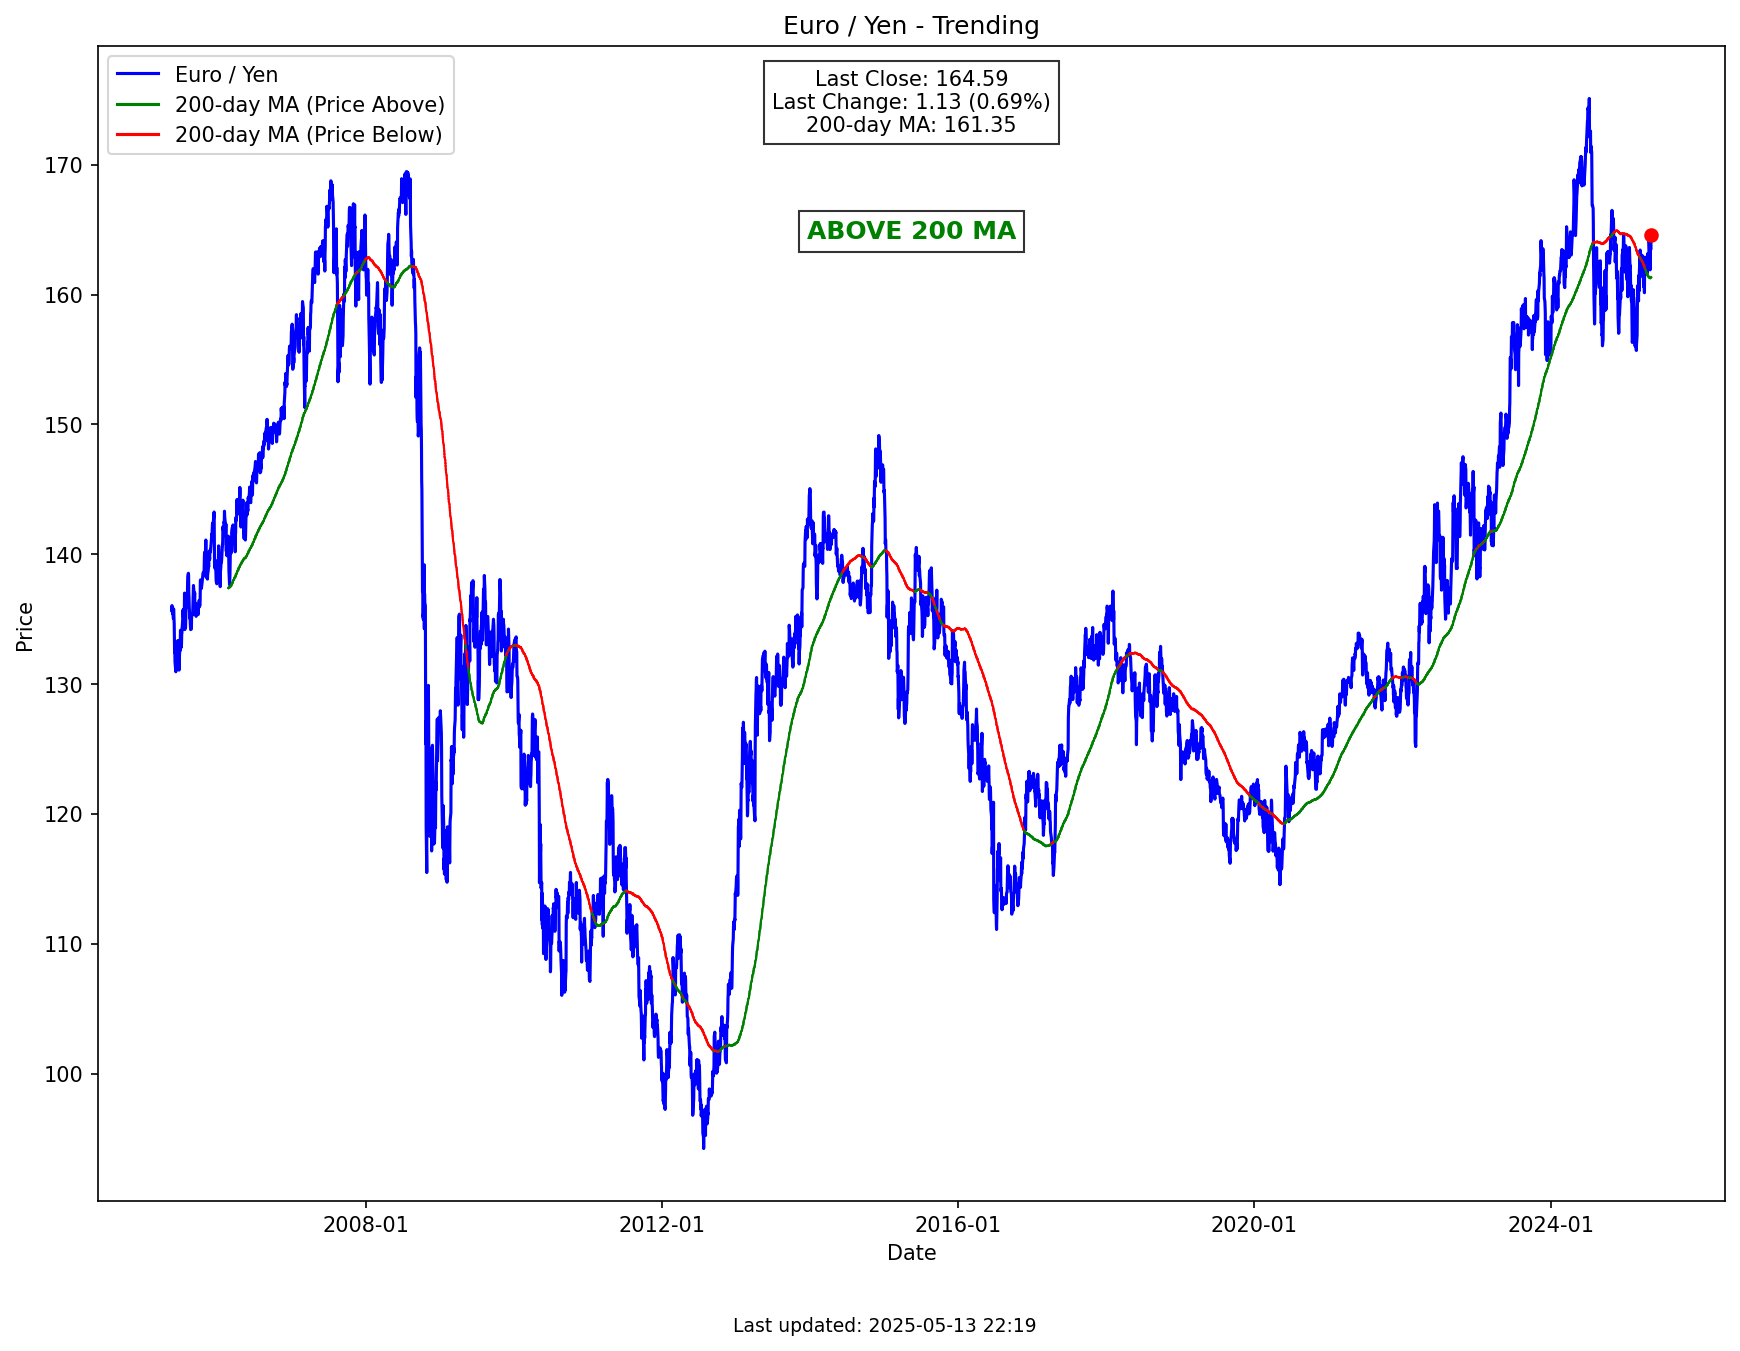 Euro / Yen - Trending
Euro / Yen
200-day MA (Price Above)
200-day MA (Price Below)
Last Close: 164.59
Last Change: 1.13 (0.69%)
200-day MA: 161.35
ABOVE 200 MA
Price
170
160
150
140
130
120
110
100
2008-01
2012-01
2016-01
2020-01
2024-01
Date
Last updated: 2025-05-13 22:19